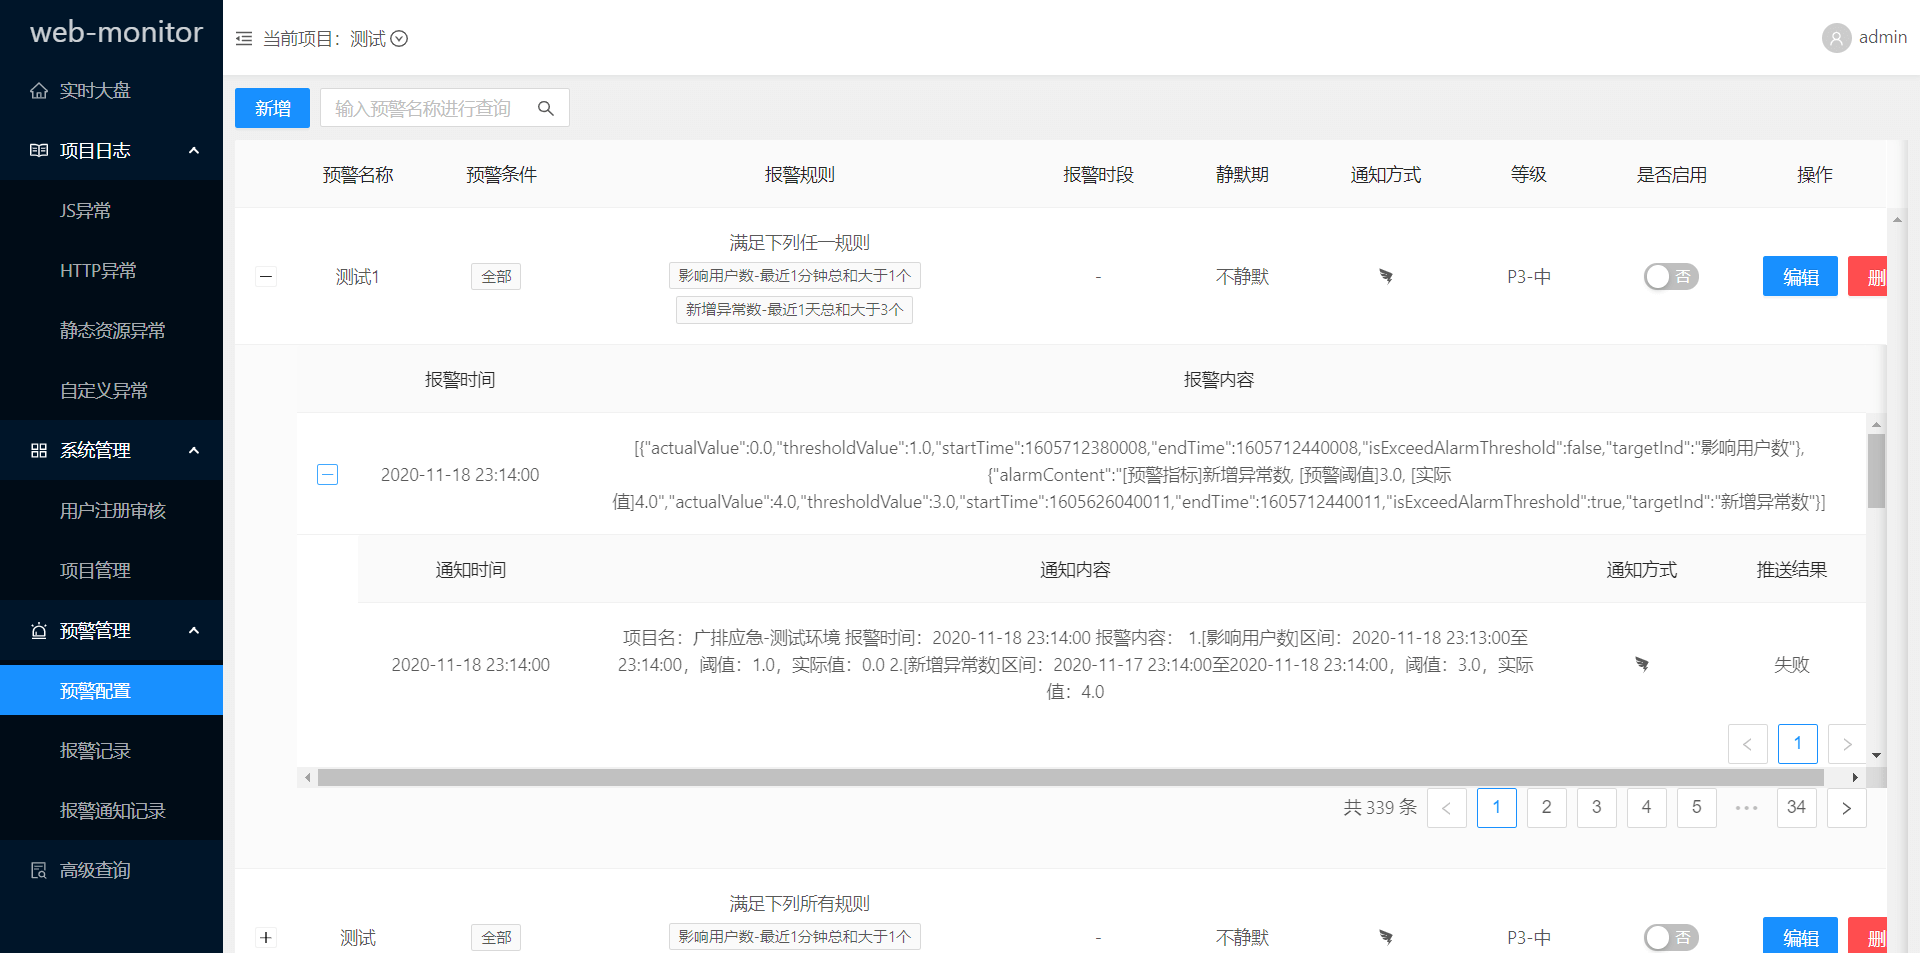 web-monitor
当前项目：测试
admin
实时大盘
项目日志
JS异常
HTTP异常
静态资源异常
自定义异常
系统管理
用户注册审核
项目管理
预警管理
预警配置
报警记录
报警通知记录
高级查询
新增
输入预警名称进行查询
预警名称 预警条件 报警规则 报警时段 静默期 通知方式 等级 是否启用 操作
满足下列任一规则
测试1 全部 影响用户数-最近1分钟总和大于1个 - 不静默 P3-中 否 编辑 删
新增异常数-最近1天总和大于3个
报警时间 报警内容
[{"actualValue":0.0,"thresholdValue":1.0,"startTime":1605712380008,"endTime":1605712440008,"isExceedAlarmThreshold":false,"targetInd":"影响用户数"},
2020-11-18 23:14:00 {"alarmContent":"[预警指标]新增异常数, [预警阈值]3.0, [实际
值]4.0","actualValue":4.0,"thresholdValue":3.0,"startTime":1605626040011,"endTime":1605712440011,"isExceedAlarmThreshold":true,"targetInd":"新增异常数"}]
通知时间 通知内容 通知方式 推送结果
项目名：广排应急-测试环境 报警时间：2020-11-18 23:14:00 报警内容： 1.[影响用户数]区间：2020-11-18 23:13:00至
2020-11-18 23:14:00 23:14:00，阈值：1.0，实际值：0.0 2.[新增异常数]区间：2020-11-17 23:14:00至2020-11-18 23:14:00，阈值：3.0，实际 失败
值：4.0
< 1 >
共 339 条 < 1 2 3 4 5 ••• 34 >
满足下列所有规则
测试 全部 影响用户数-最近1分钟总和大于1个 - 不静默 P3-中 否 编辑 删